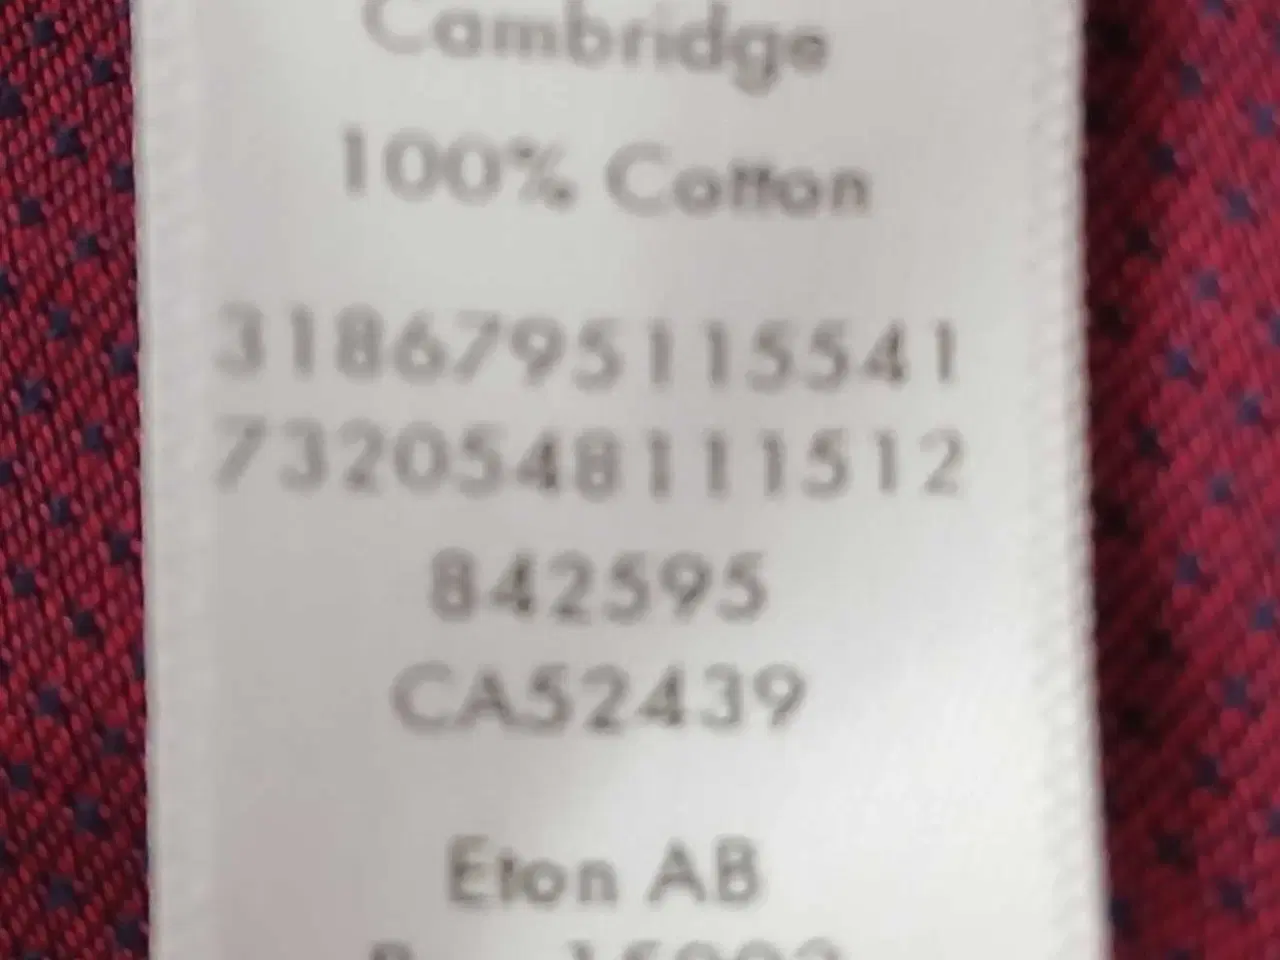 Cambridge
100% Cotton
3186795115541
7320548111512
842595
CA52439
Eton AB